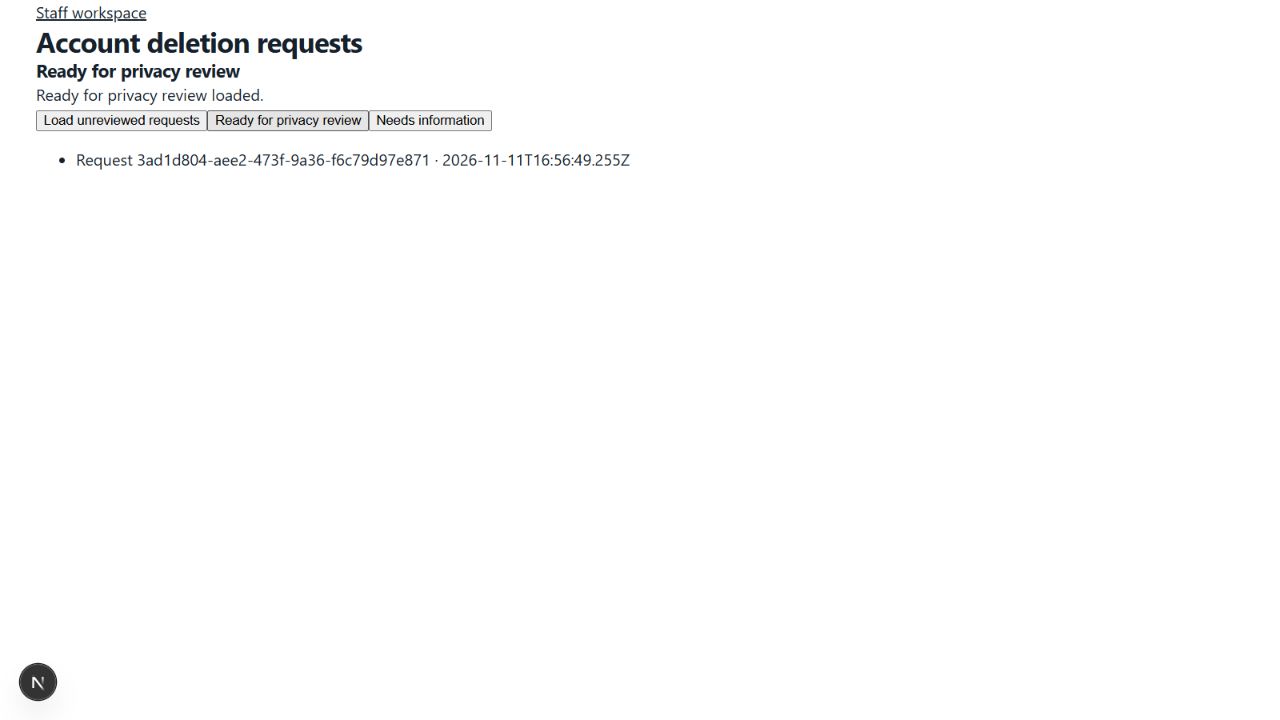 Staff workspace
Account deletion requests
Ready for privacy review
Ready for privacy review loaded.
Load unreviewed requests Ready for privacy review Needs information
• Request 3ad1d804-aee2-473f-9a36-f6c79d97e871 · 2026-11-11T16:56:49.255Z
N